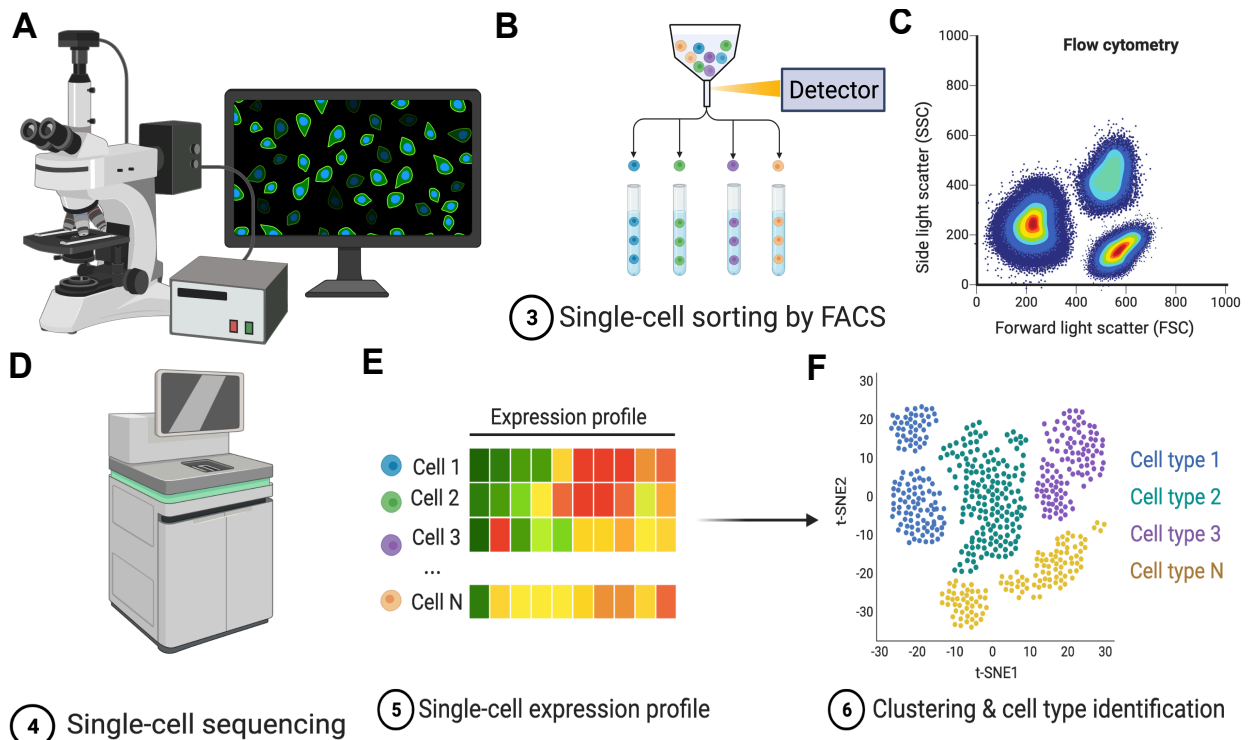 A
B
Detector
3 Single-cell sorting by FACS
C
Flow cytometry
1000
800
600
400
200
0
Side light scatter (SSC)
0 200 400 600 800 1000
Forward light scatter (FSC)
D
4 Single-cell sequencing
E
Expression profile
Cell 1
Cell 2
Cell 3
...
Cell N
5 Single-cell expression profile
F
30
20
10
0
-10
-20
-30
t-SNE2
-30 -20 -10 0 10 20 30
t-SNE1
Cell type 1
Cell type 2
Cell type 3
Cell type N
6 Clustering & cell type identification